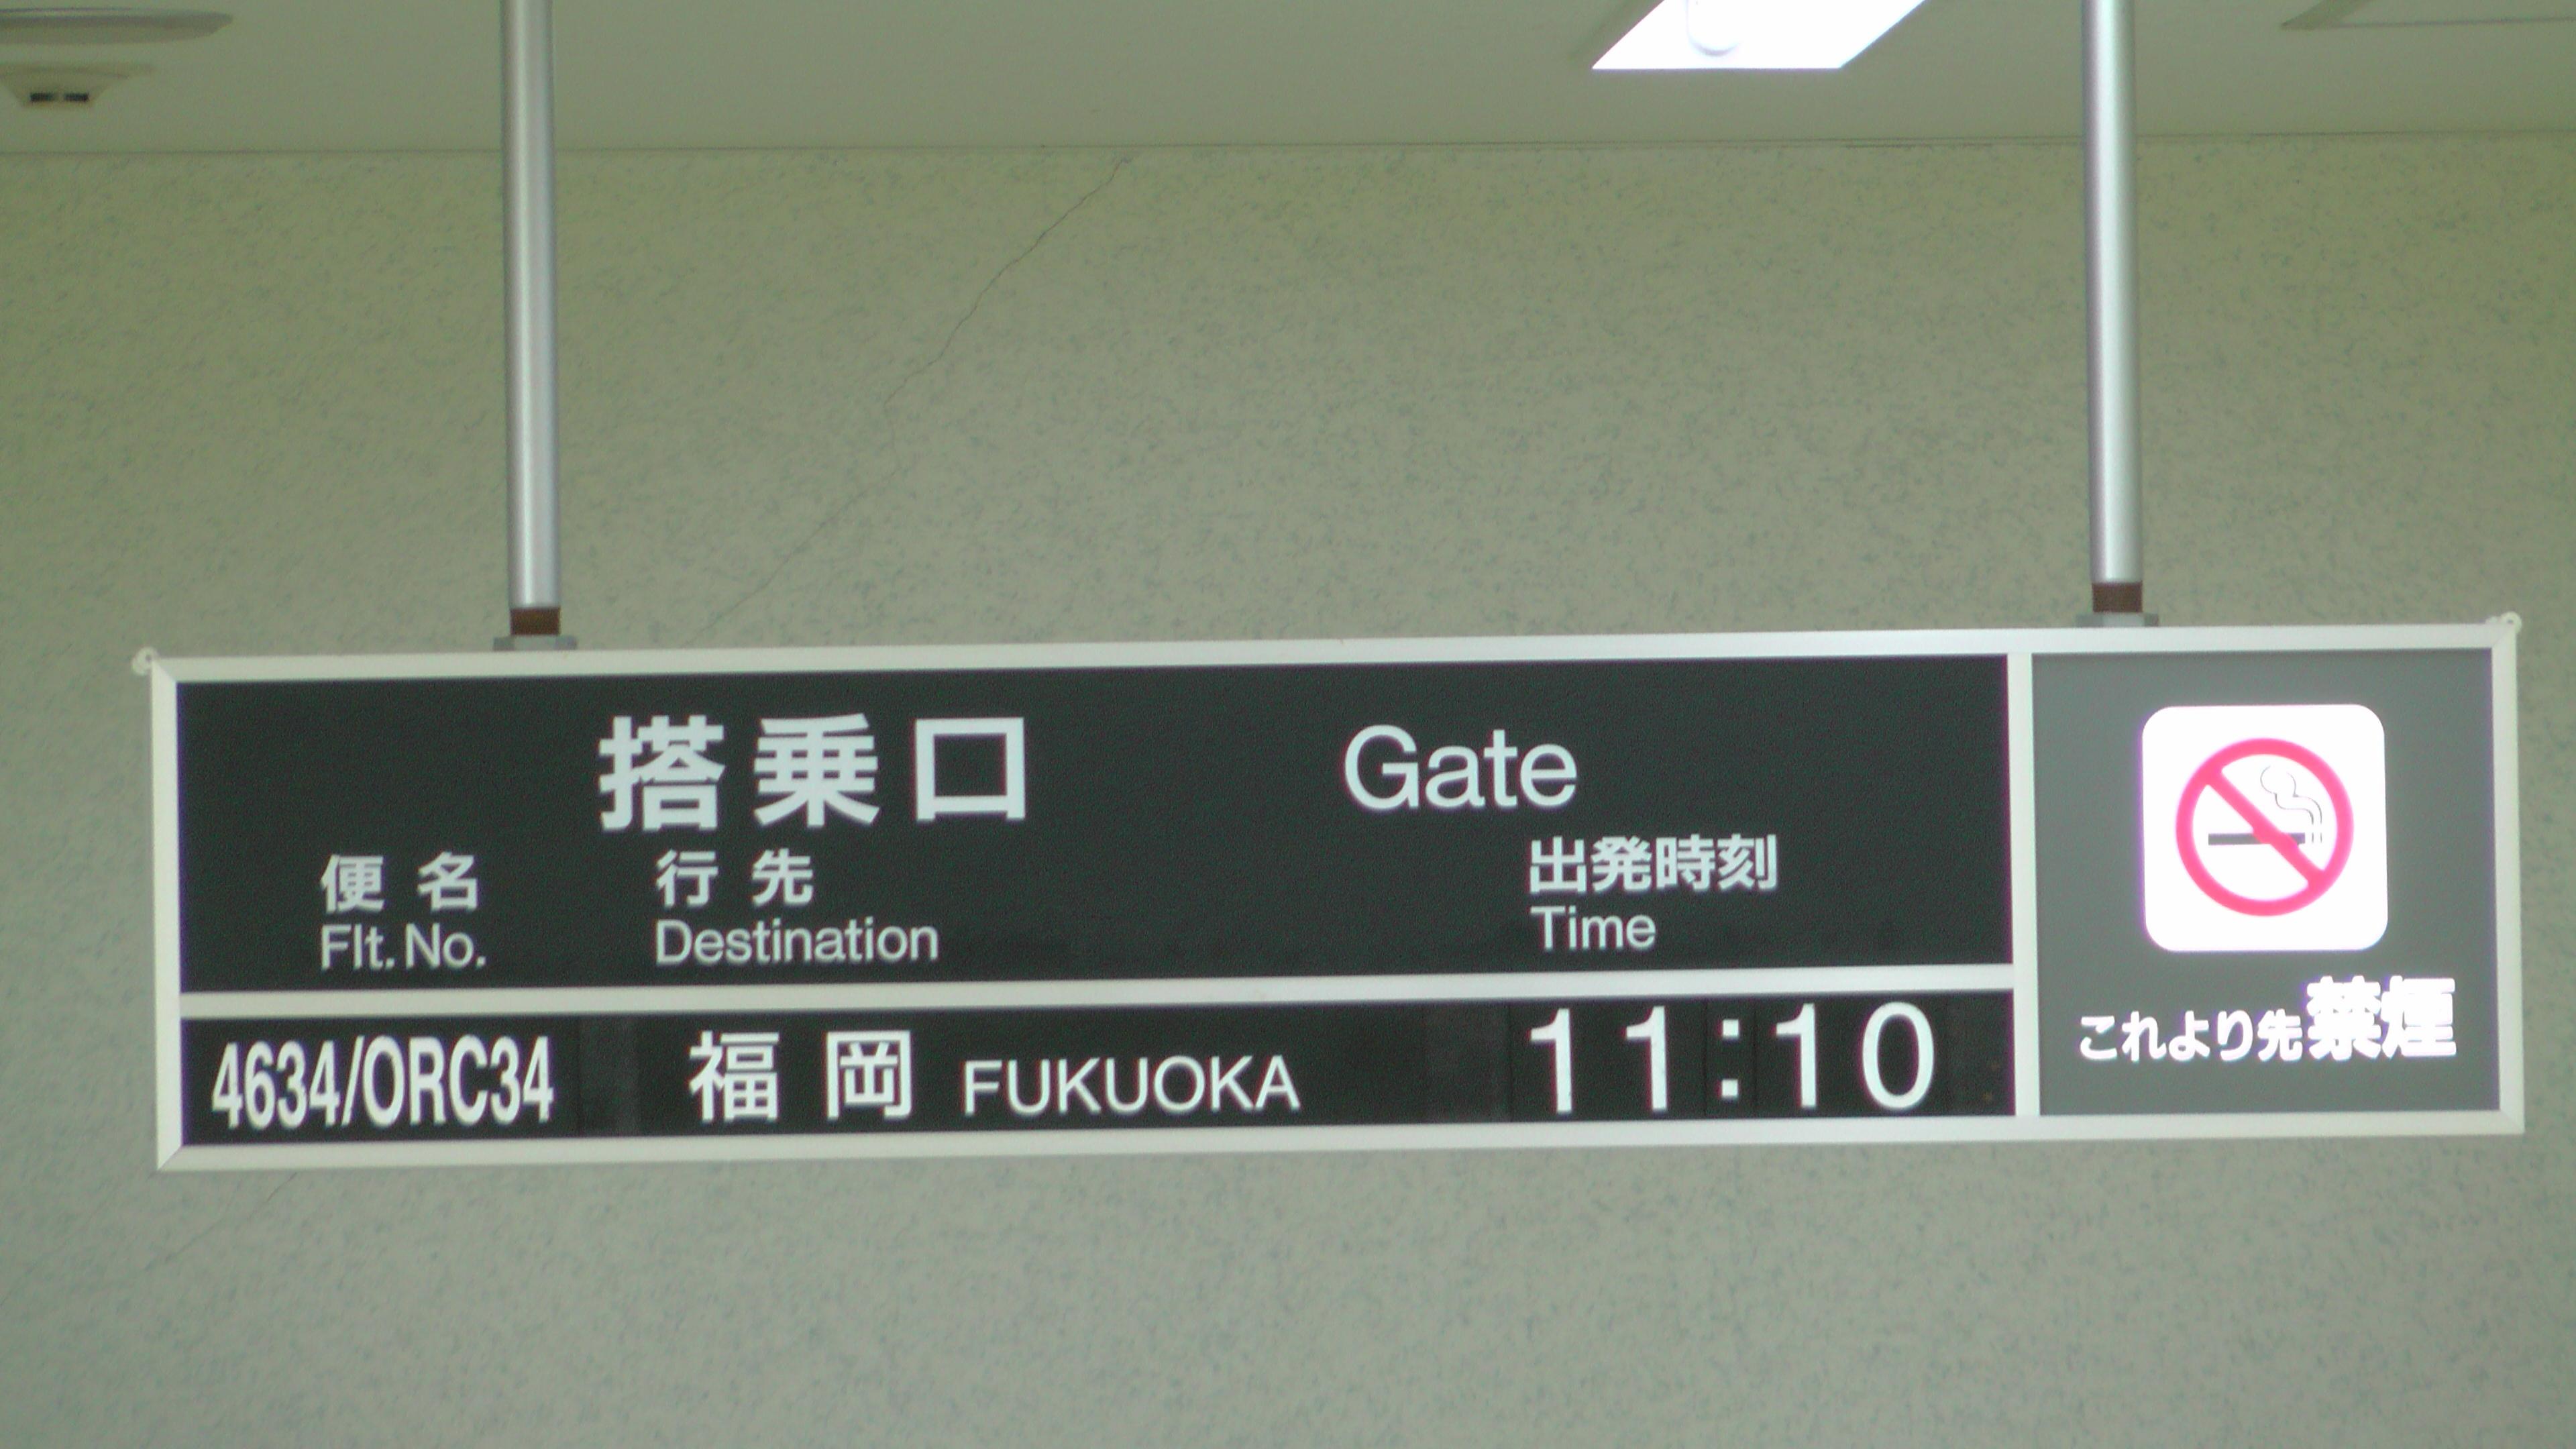 搭乗口 Gate
便名 行先 出発時刻
Flt. No. Destination Time
4634/ORC34 福岡 FUKUOKA 11:10
これより先禁煙